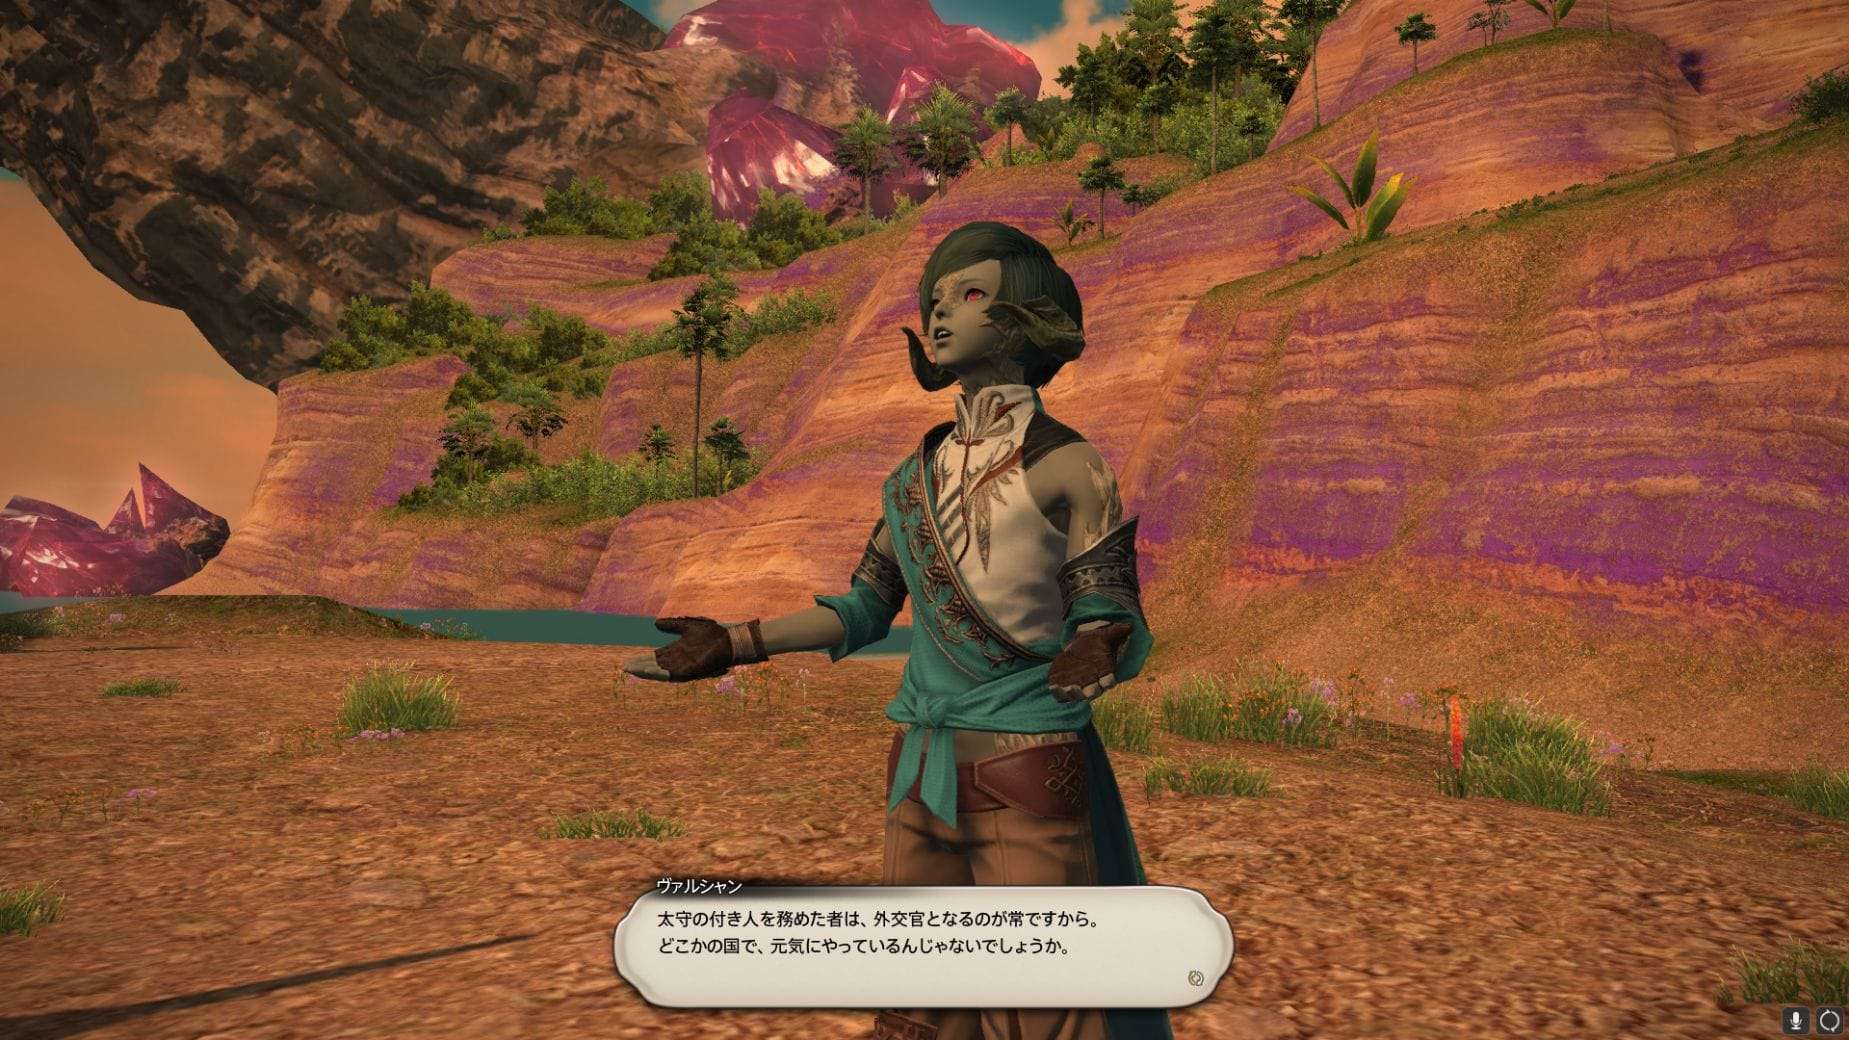 ヴァルシャン
太守の付き人を務めた者は、外交官となるのが常ですから。
どこかの国で、元気にやっているんじゃないでしょうか。